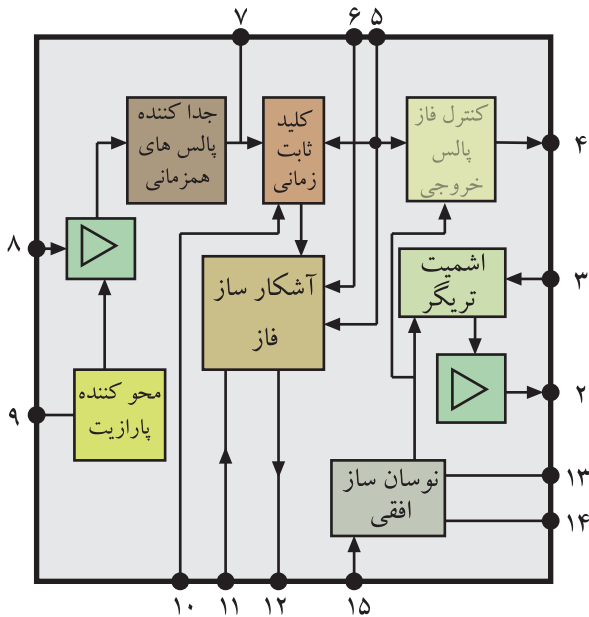 ۷
۶
۵
جدا کننده
پالس های
همزمانی
کلید
ثابت
زمانی
کنترل فاز
پالس
خروجی
۴
۸
آشکار ساز
فاز
اشمیت
تریگر
۳
۲
محو کننده
پارازیت
۹
نوسان ساز
افقی
۱۳
۱۴
۱۰
۱۱
۱۲
۱۵